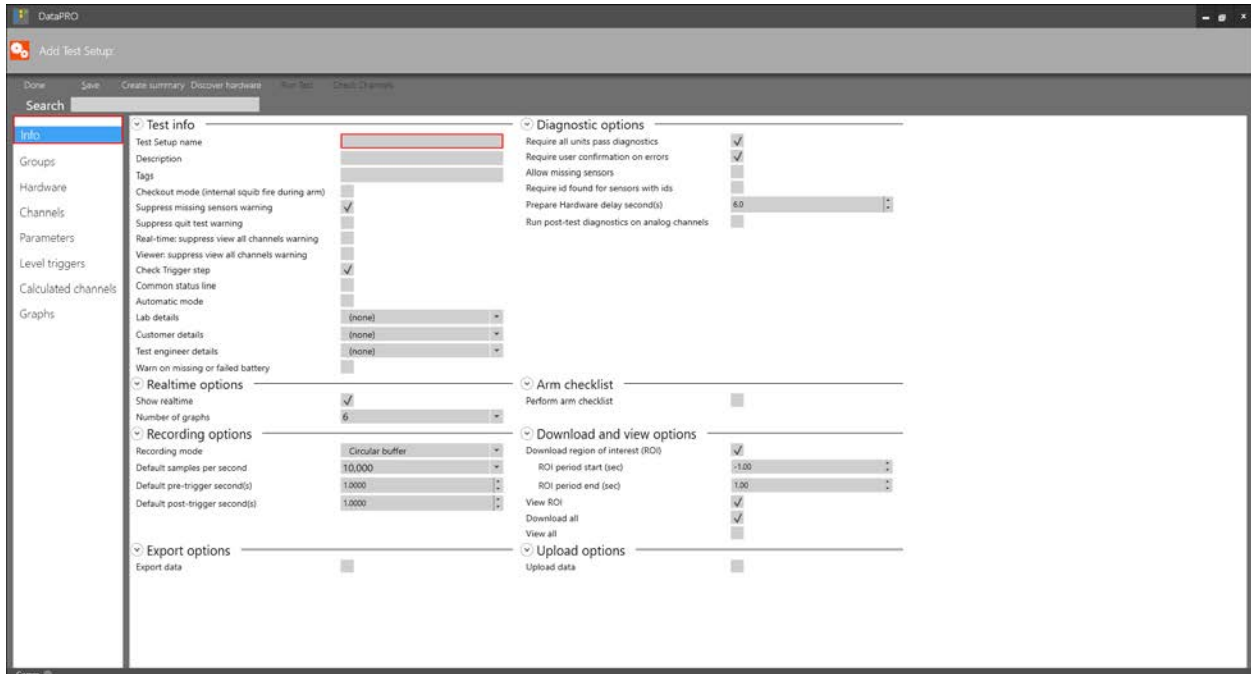 DataPRO
Add Test Setup:
Done Save Create summary Discover hardware Run Test Check Channels
Search
Info
Groups
Hardware
Channels
Parameters
Level triggers
Calculated channels
Graphs
Test info
Test Setup name
Description
Tags
Checkout mode (internal squib fire during arm)
Suppress missing sensors warning
Suppress quit test warning
Real-time: suppress view all channels warning
Viewer: suppress view all channels warning
Check Trigger step
Common status line
Automatic mode
Lab details (none)
Customer details (none)
Test engineer details (none)
Warn on missing or failed battery
Diagnostic options
Require all units pass diagnostics
Require user confirmation on errors
Allow missing sensors
Require id found for sensors with ids
Prepare Hardware delay second(s) 6.0
Run post-test diagnostics on analog channels
Realtime options
Show realtime
Number of graphs 6
Arm checklist
Perform arm checklist
Recording options
Recording mode Circular buffer
Default samples per second 10,000
Default pre-trigger second(s) 1.0000
Default post-trigger second(s) 1.0000
Download and view options
Download region of interest (ROI)
ROI period start (sec) -1.00
ROI period end (sec) 1.00
View ROI
Download all
View all
Export options
Export data
Upload options
Upload data